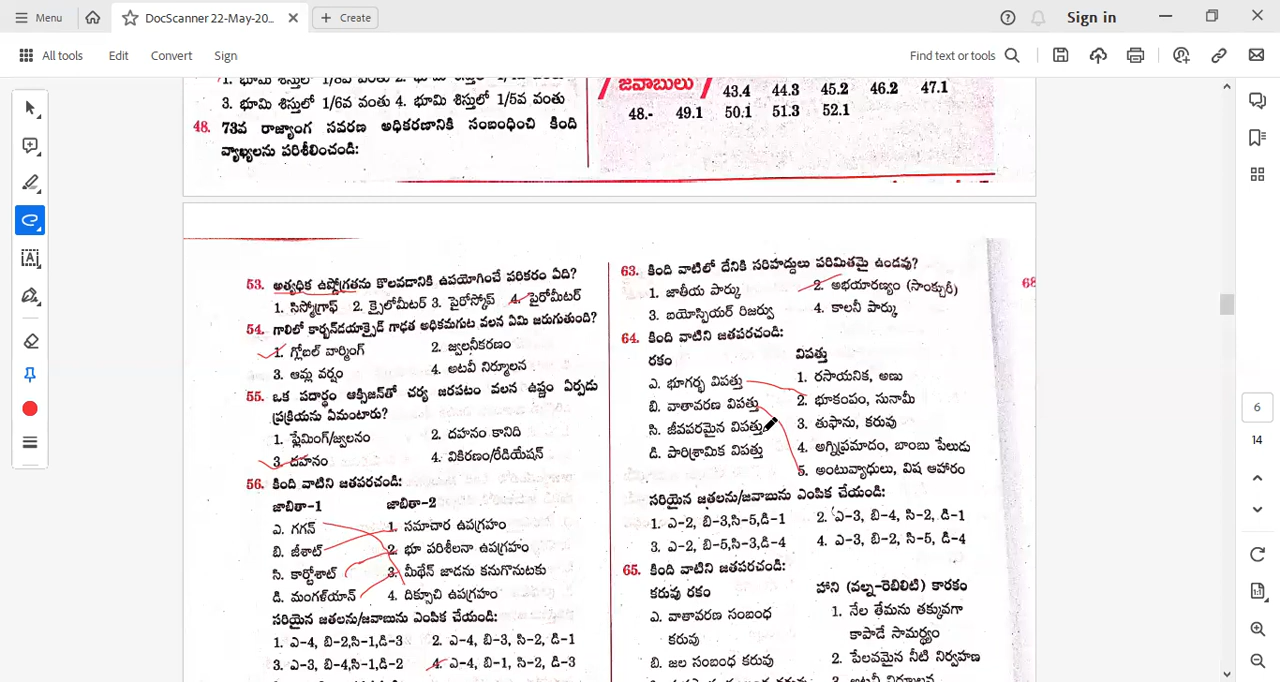 Menu
DocScanner 22-May-20...
Create
Sign in
All tools
Edit
Convert
Sign
Find text or tools
3. భూమి శిస్తులో 1/6వ వంతు 4. భూమి శిస్తులో 1/5వ వంతు
48. 73వ రాజ్యాంగ సవరణ అధికరణానికి సంబంధించి కింది
వ్యాఖ్యలను పరిశీలించండి:
జవాబులు
43.4 44.3 45.2 46.2 47.1
48.- 49.1 50.1 51.3 52.1
53. అత్యధిక ఉష్ణోగ్రతను కొలవడానికి ఉపయోగించే పరికరం ఏది?
1. సిస్మోగ్రాఫ్ 2. క్రైలోమీటర్ 3. పైరోస్కోప్ 4. పైరోమీటర్
54. గాలిలో కార్బన్‌డయాక్సైడ్ గాఢత అధికమగుట వలన ఏమి జరుగుతుంది?
1. గ్లోబల్ వార్మింగ్ 2. జ్వలనీకరణం
3. ఆమ్ల వర్షం 4. అటవీ నిర్మూలన
55. ఒక పదార్థం ఆక్సిజన్‌తో చర్య జరపటం వలన ఉష్ణం ఏర్పడు
ప్రక్రియను ఏమంటారు?
1. ఫ్లేమింగ్/జ్వలనం 2. దహనం కానిది
3. దహనం 4. వికిరణం/రేడియేషన్
56. కింది వాటిని జతపరచండి:
జాబితా-1 జాబితా-2
ఎ. గగన్ 1. సమాచార ఉపగ్రహం
బి. జీశాట్ 2. భూ పరిశీలనా ఉపగ్రహం
సి. కార్టోశాట్ 3. మీథేన్ జాడను కనుగొనుటకు
డి. మంగళ్‌యాన్ 4. దిక్సూచి ఉపగ్రహం
సరియైన జతలను/జవాబును ఎంపిక చేయండి:
1. ఎ-4, బి-2,సి-1,డి-3 2. ఎ-4, బి-3, సి-2, డి-1
3. ఎ-3, బి-4,సి-1,డి-2 4. ఎ-4, బి-1, సి-2, డి-3
63. కింది వాటిలో దేనికి సరిహద్దులు పరిమితమై ఉండవు?
1. జాతీయ పార్కు 2. అభయారణ్యం (సాంక్చురీ)
3. బయోస్పియర్ రిజర్వు 4. కాలనీ పార్కు
64. కింది వాటిని జతపరచండి:
రకం విపత్తు
ఎ. భూగర్భ విపత్తు 1. రసాయనిక, అణు
బి. వాతావరణ విపత్తు 2. భూకంపం, సునామీ
సి. జీవపరమైన విపత్తు 3. తుఫాను, కరువు
డి. పారిశ్రామిక విపత్తు 4. అగ్నిప్రమాదం, బాంబు పేలుడు
5. అంటువ్యాధులు, విష ఆహారం
సరియైన జతలను/జవాబును ఎంపిక చేయండి:
1. ఎ-2, బి-3,సి-5,డి-1 2. ఎ-3, బి-4, సి-2, డి-1
3. ఎ-2, బి-5,సి-3,డి-4 4. ఎ-3, బి-2, సి-5, డి-4
65. కింది వాటిని జతపరచండి:
కరువు రకం హాని (వల్న-రెబిలిటి) కారకం
ఎ. వాతావరణ సంబంధ 1. నేల తేమను తక్కువగా
కరువు కాపాడే సామర్థ్యం
బి. జల సంబంధ కరువు 2. పేలవమైన నీటి నిర్వహణ
68
6
14